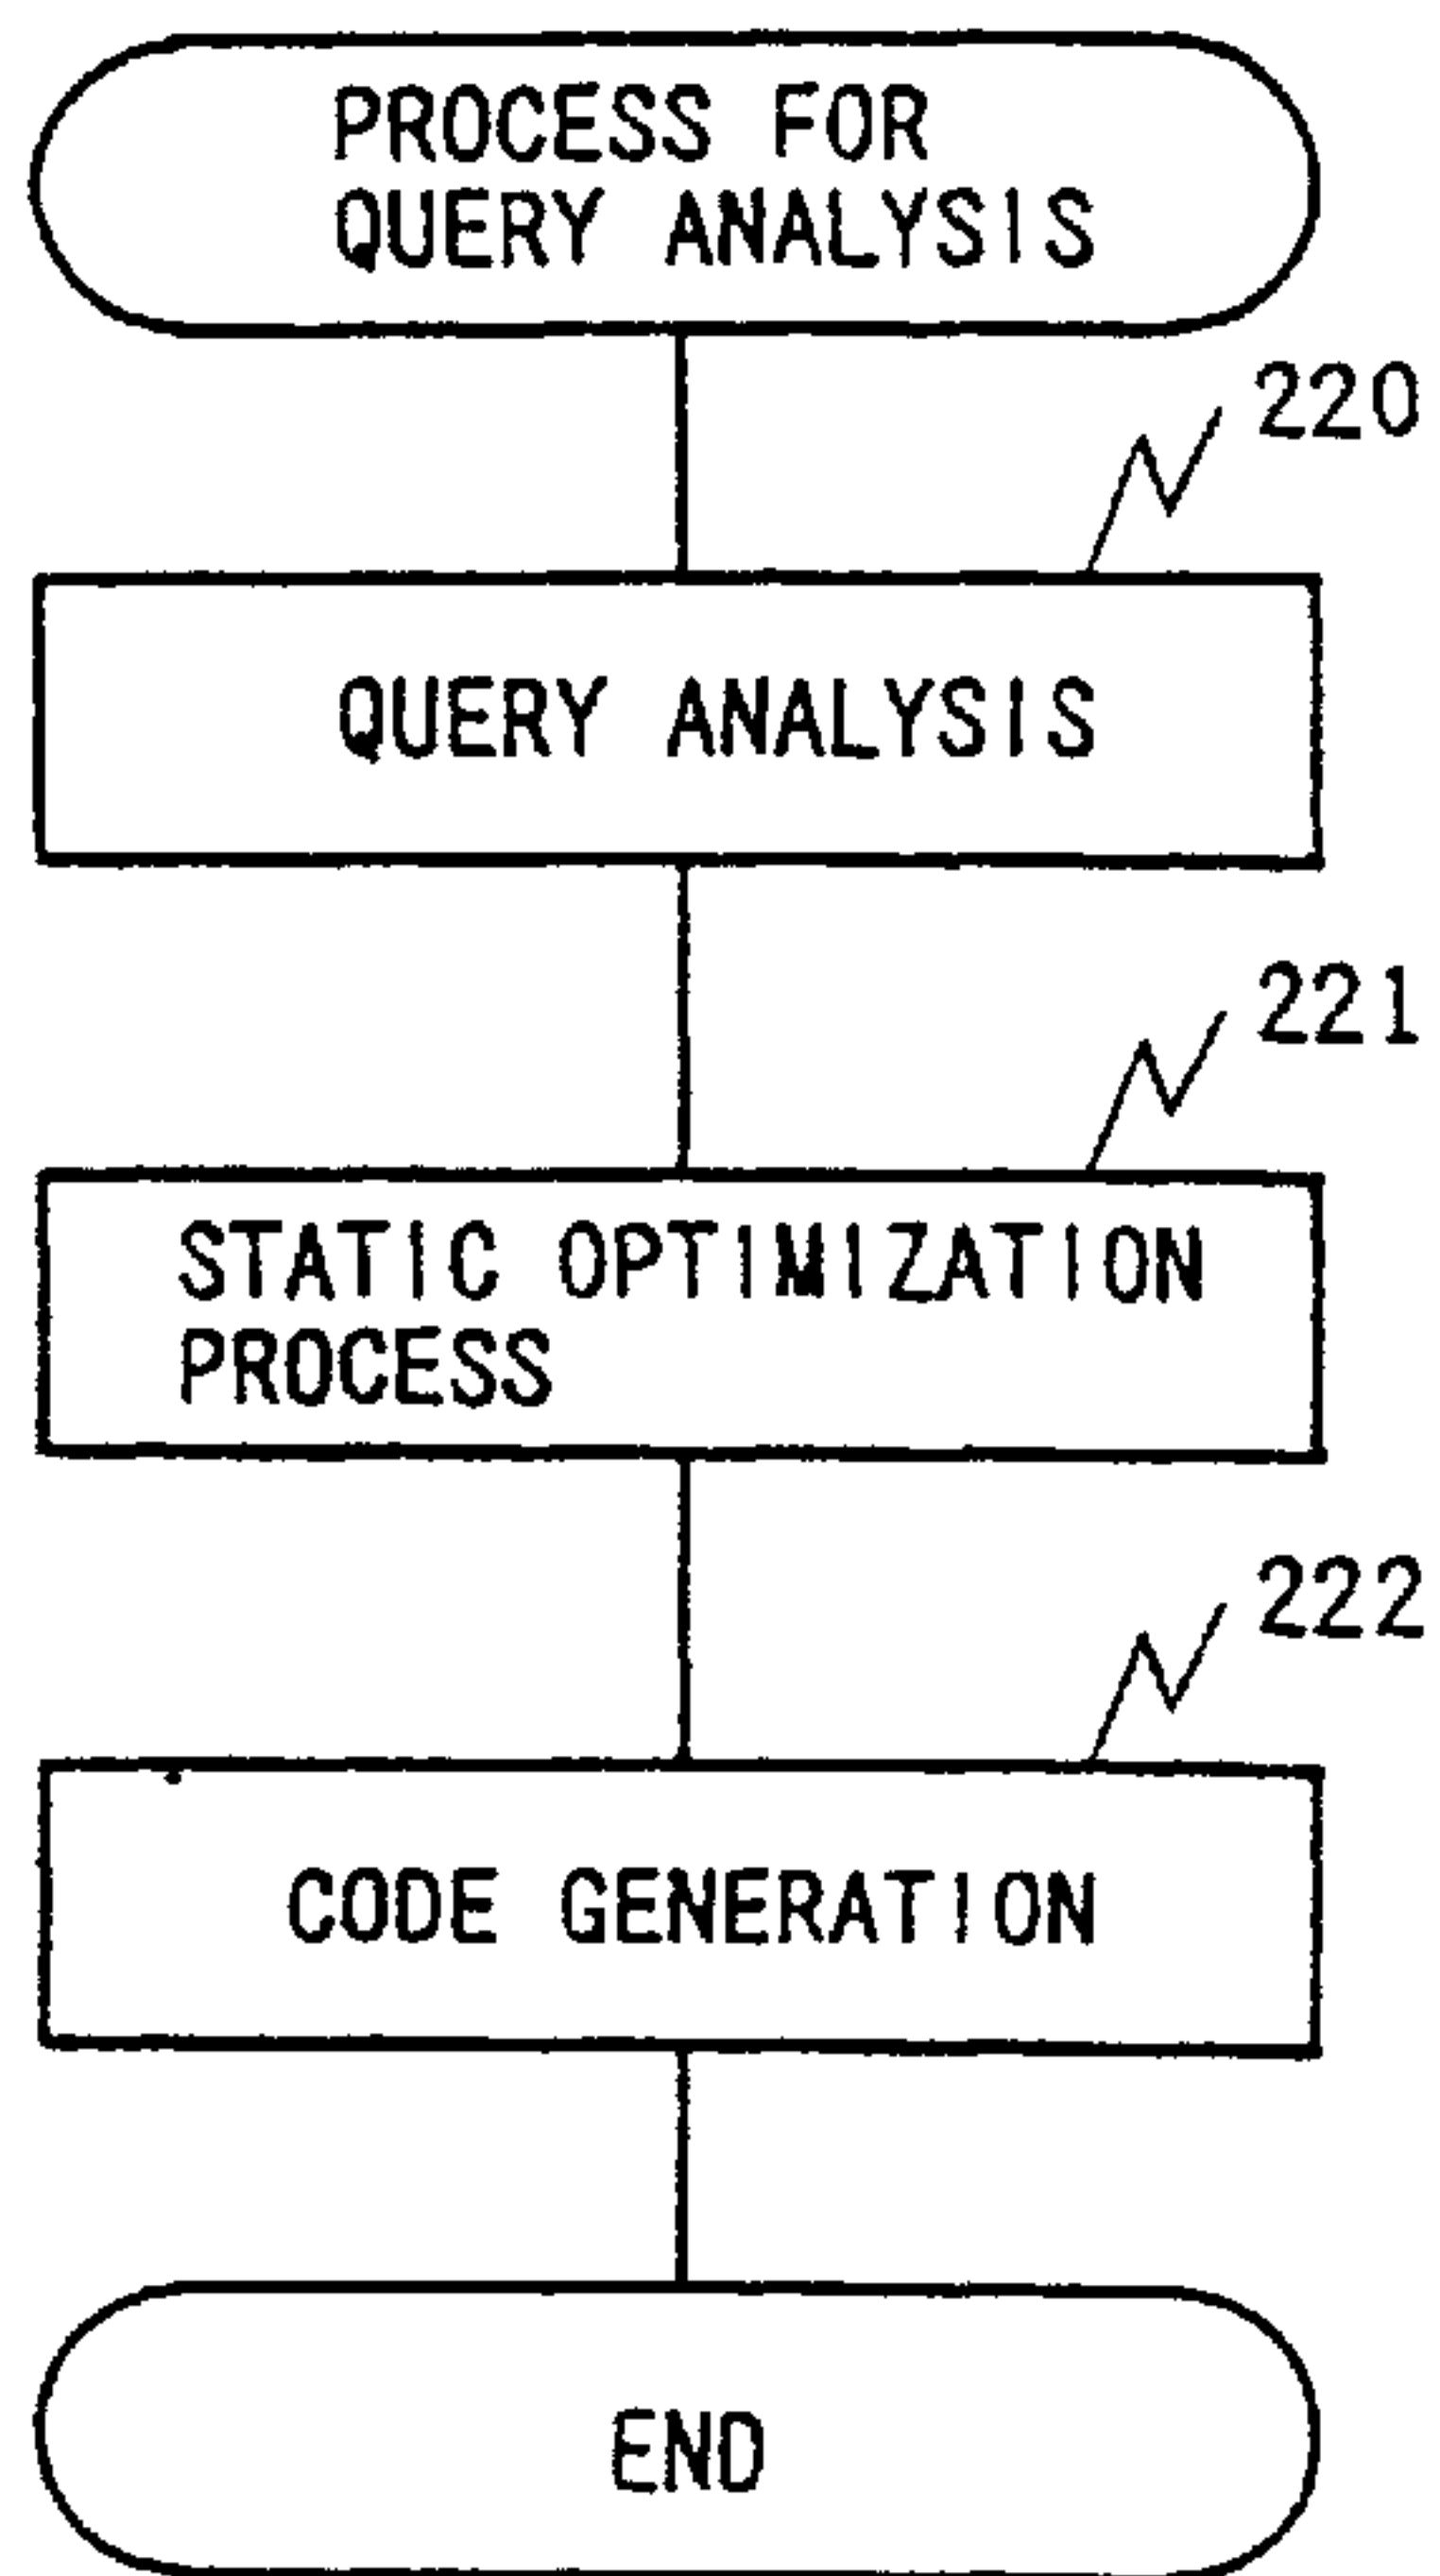 PROCESS FOR
QUERY ANALYSIS
220
QUERY ANALYSIS
221
STATIC OPTIMIZATION
PROCESS
222
CODE GENERATION
END